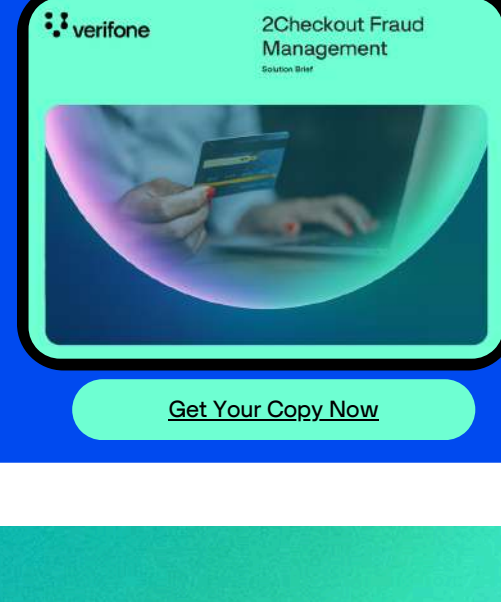 verifone
2Checkout Fraud
Management
Solution Brief
Get Your Copy Now